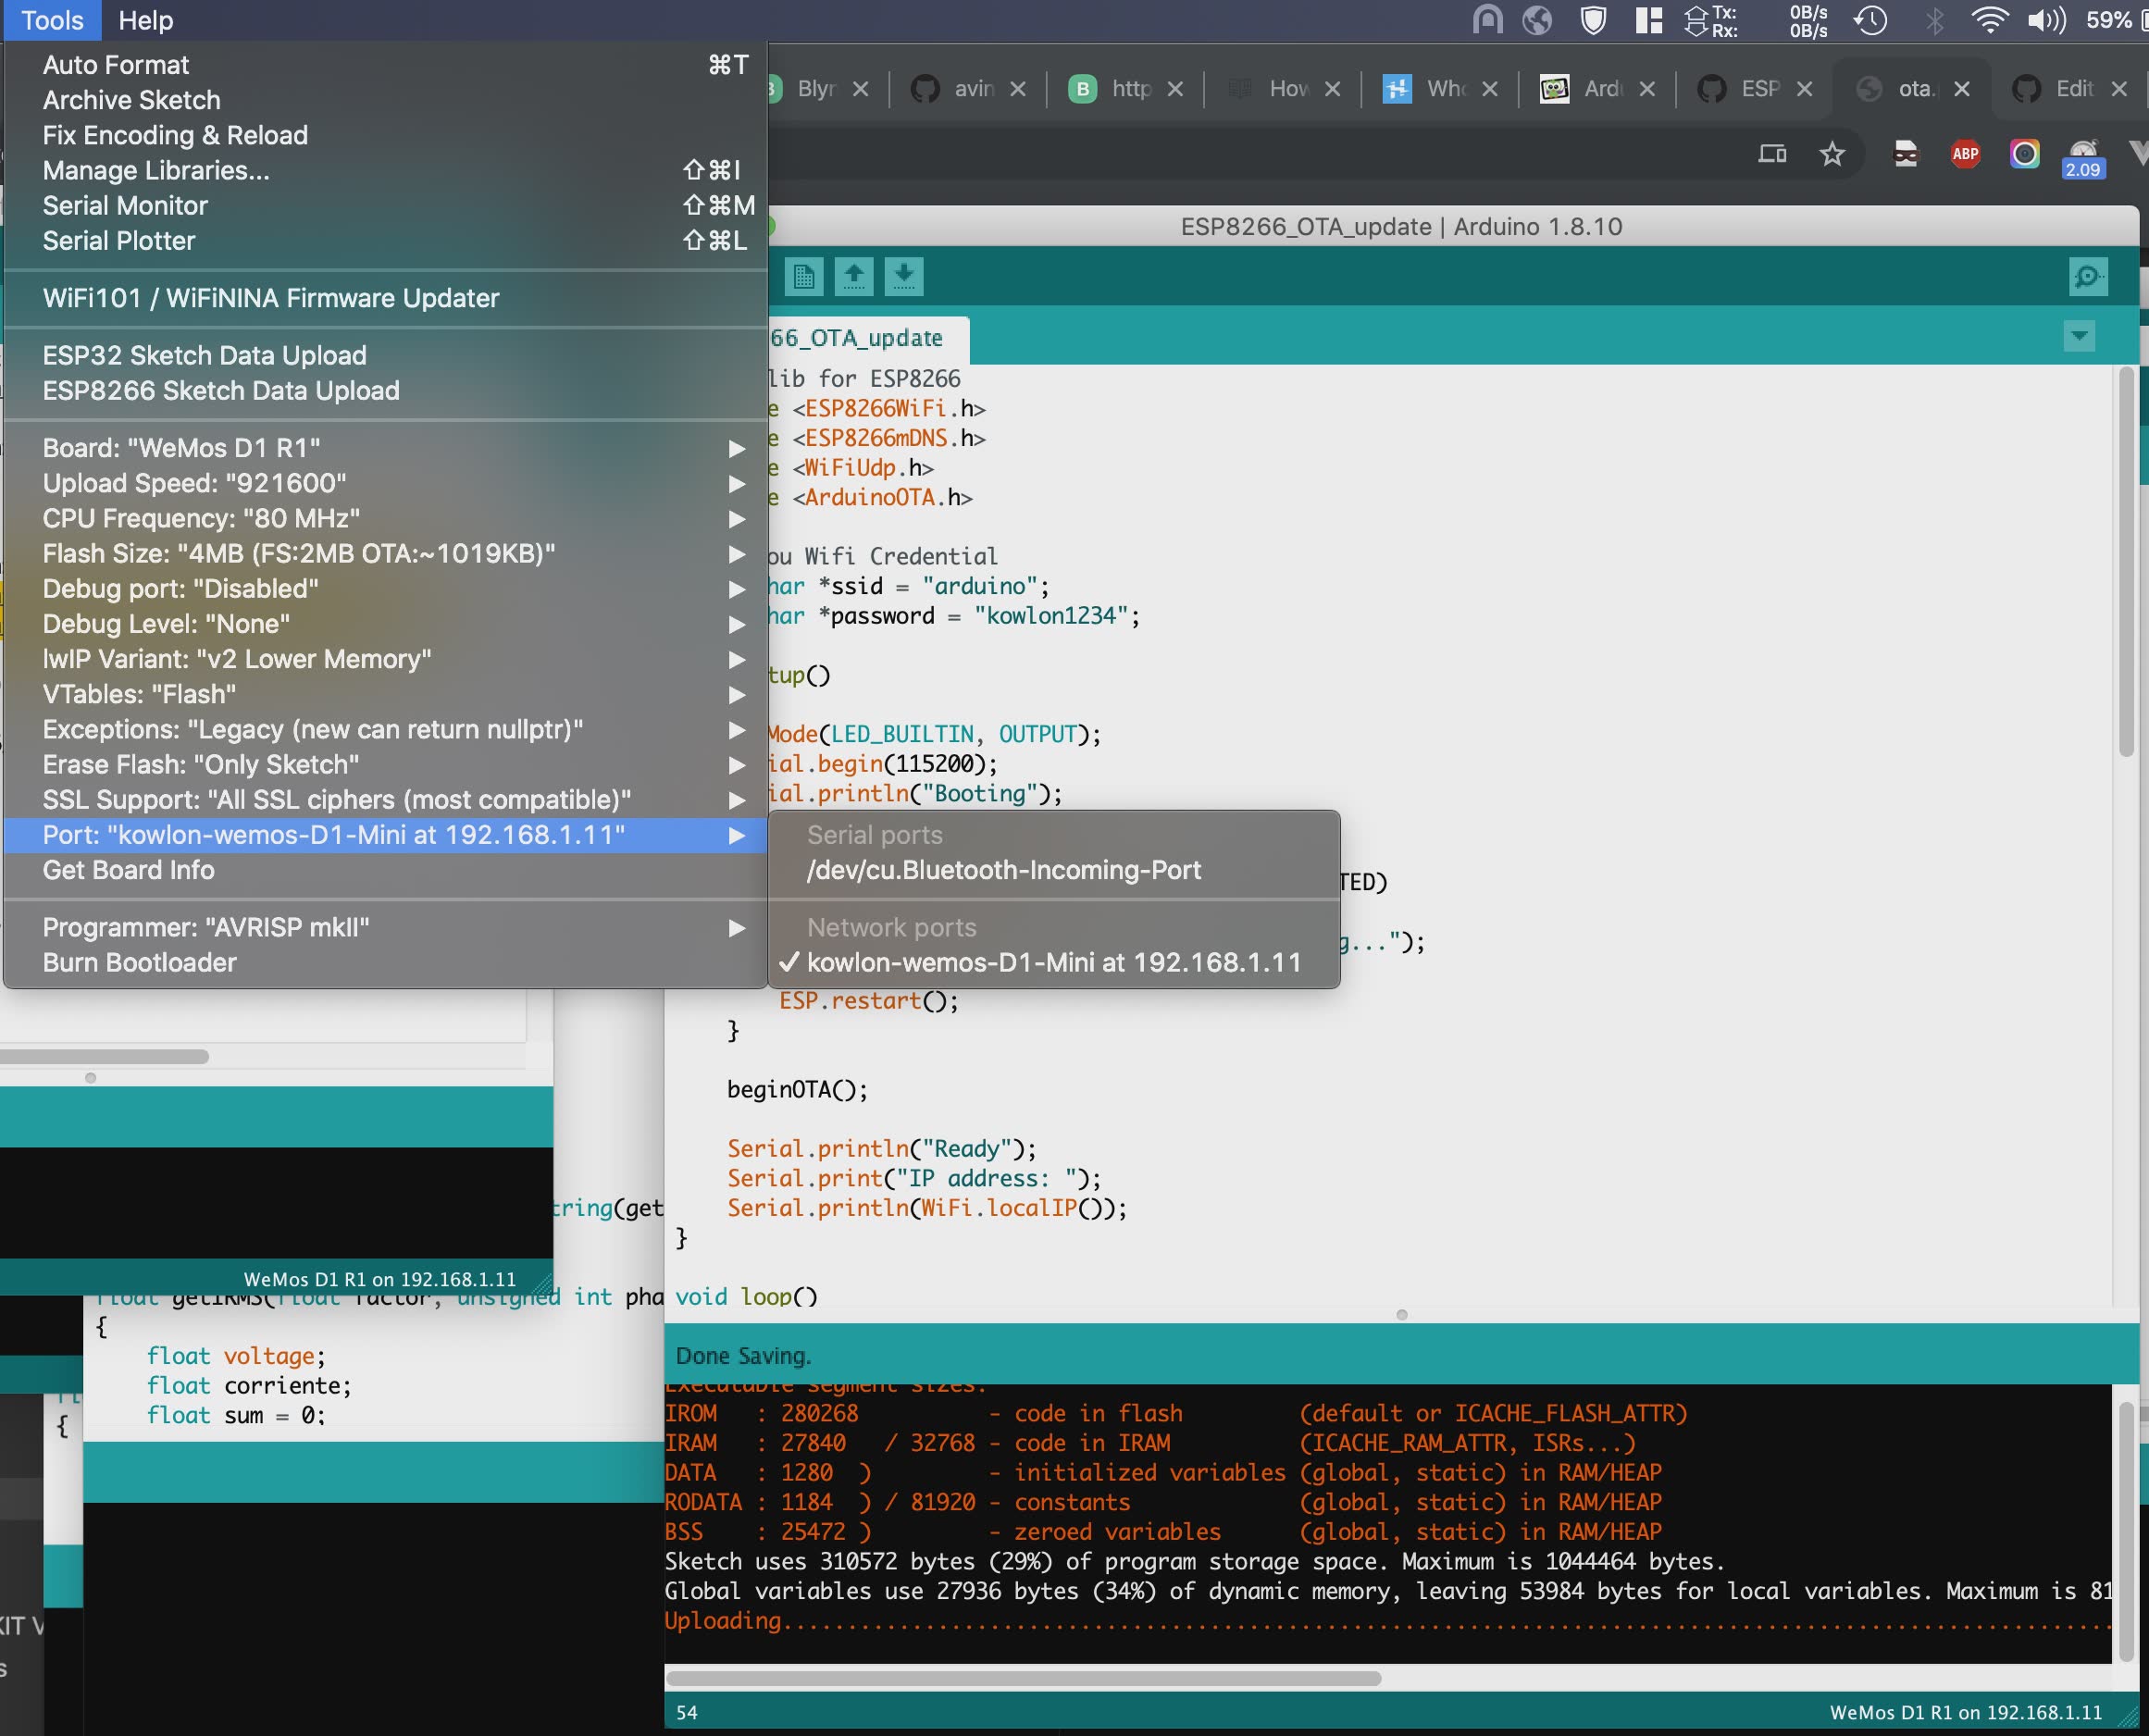 Tools Help
Tx: 0B/s
Rx: 0B/s
59%
Auto Format ⌘T
Archive Sketch
Fix Encoding & Reload
Manage Libraries... ⇧⌘I
Serial Monitor ⇧⌘M
Serial Plotter ⇧⌘L
WiFi101 / WiFiNINA Firmware Updater
ESP32 Sketch Data Upload
ESP8266 Sketch Data Upload
Board: "WeMos D1 R1"
Upload Speed: "921600"
CPU Frequency: "80 MHz"
Flash Size: "4MB (FS:2MB OTA:~1019KB)"
Debug port: "Disabled"
Debug Level: "None"
lwIP Variant: "v2 Lower Memory"
VTables: "Flash"
Exceptions: "Legacy (new can return nullptr)"
Erase Flash: "Only Sketch"
SSL Support: "All SSL ciphers (most compatible)"
Port: "kowlon-wemos-D1-Mini at 192.168.1.11"
Get Board Info
Programmer: "AVRISP mkII"
Burn Bootloader
Serial ports
/dev/cu.Bluetooth-Incoming-Port
Network ports
✓ kowlon-wemos-D1-Mini at 192.168.1.11
Blyn avin B http How Who Ard ESP ota. Edit
ABP 2.09
ESP8266_OTA_update | Arduino 1.8.10
66_OTA_update
lib for ESP8266
e <ESP8266WiFi.h>
e <ESP8266mDNS.h>
e <WiFiUdp.h>
e <ArduinoOTA.h>
ou Wifi Credential
har *ssid = "arduino";
har *password = "kowlon1234";
tup()
Mode(LED_BUILTIN, OUTPUT);
ial.begin(115200);
ial.println("Booting");
TED)
g...");
ESP.restart();
}
beginOTA();
Serial.println("Ready");
Serial.print("IP address: ");
Serial.println(WiFi.localIP());
}
void loop()
Done Saving.
Executable segment sizes:
IROM : 280268 - code in flash (default or ICACHE_FLASH_ATTR)
IRAM : 27840 / 32768 - code in IRAM (ICACHE_RAM_ATTR, ISRs...)
DATA : 1280 ) - initialized variables (global, static) in RAM/HEAP
RODATA : 1184 ) / 81920 - constants (global, static) in RAM/HEAP
BSS : 25472 ) - zeroed variables (global, static) in RAM/HEAP
Sketch uses 310572 bytes (29%) of program storage space. Maximum is 1044464 bytes.
Global variables use 27936 bytes (34%) of dynamic memory, leaving 53984 bytes for local variables. Maximum is 81
Uploading................................................................................
54 WeMos D1 R1 on 192.168.1.11
tring(get
WeMos D1 R1 on 192.168.1.11
float getIRMS(float factor, unsigned int pha
{
float voltage;
float corriente;
float sum = 0;
{
KIT V
s